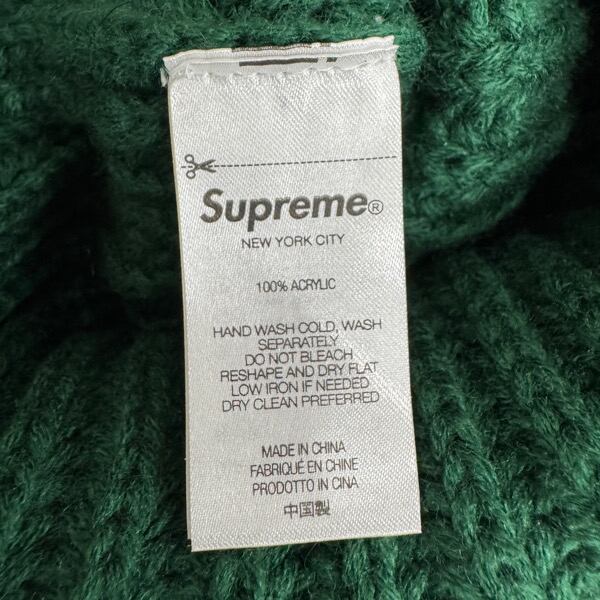 Supreme®
NEW YORK CITY
100% ACRYLIC
HAND WASH COLD, WASH
SEPARATELY
DO NOT BLEACH
RESHAPE AND DRY FLAT
LOW IRON IF NEEDED
DRY CLEAN PREFERRED
MADE IN CHINA
FABRIQUÉ EN CHINE
PRODOTTO IN CINA
中国製